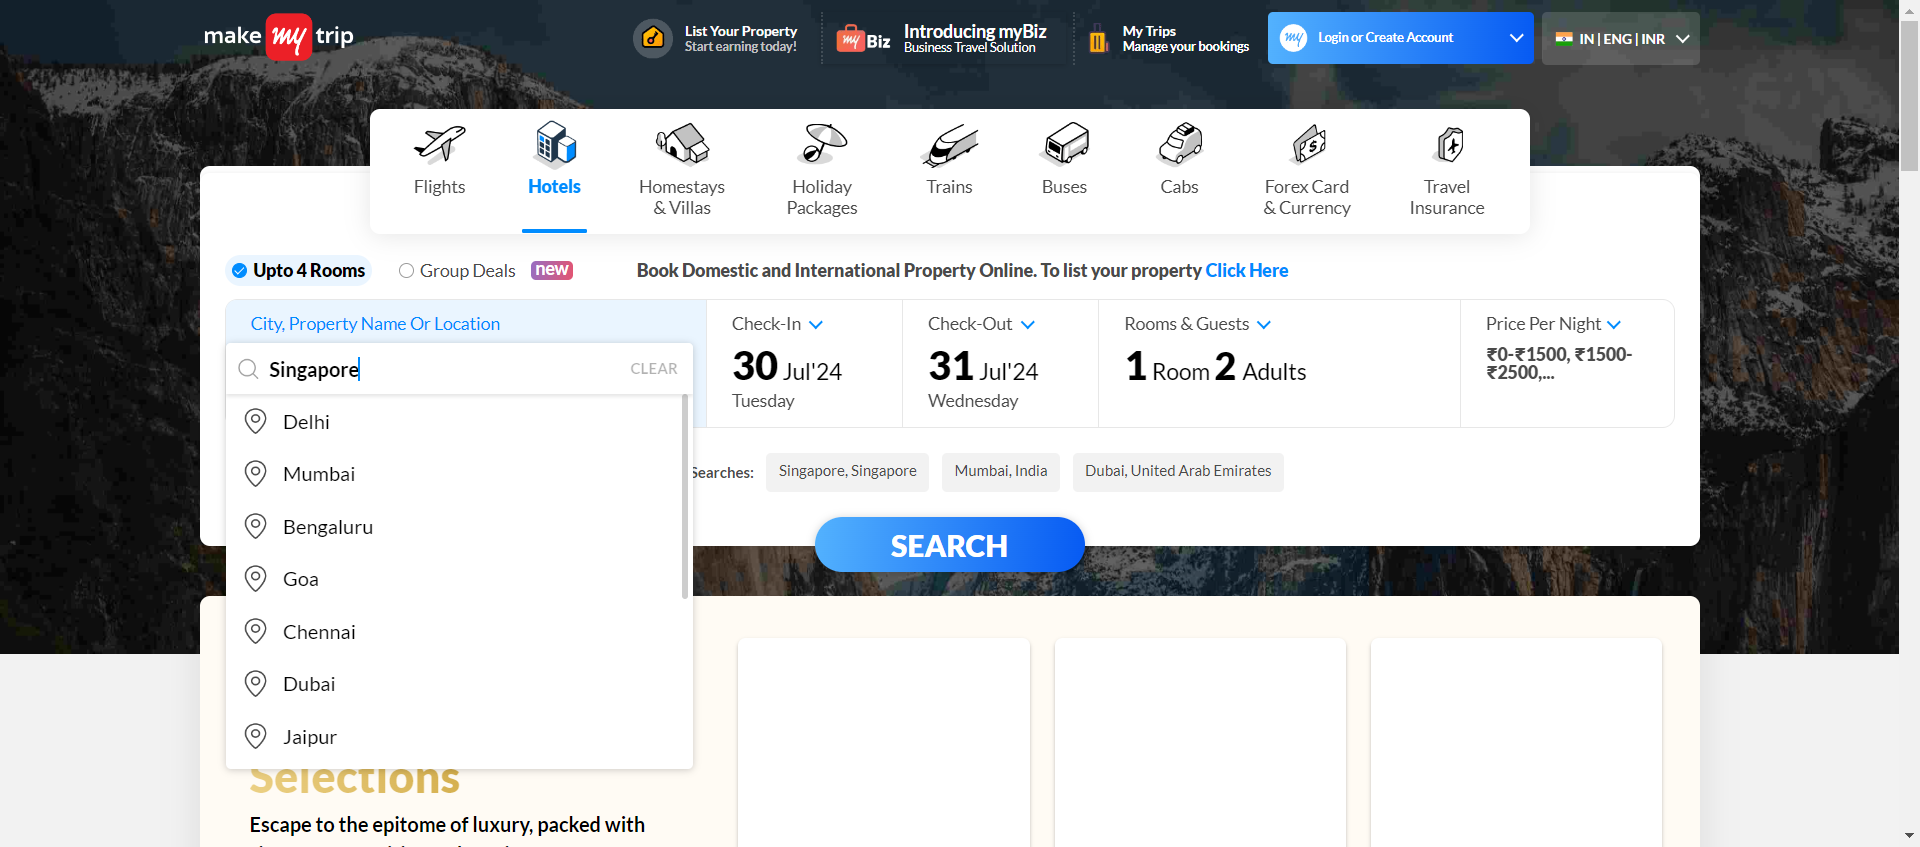 make my trip
List Your Property
Start earning today!
my Biz
Introducing myBiz
Business Travel Solution
My Trips
Manage your bookings
my
Login or Create Account
IN | ENG | INR
Flights
Hotels
Homestays
& Villas
Holiday
Packages
Trains
Buses
Cabs
Forex Card
& Currency
Travel
Insurance
Upto 4 Rooms
Group Deals
new
Book Domestic and International Property Online. To list your property Click Here
City, Property Name Or Location
Singapore
CLEAR
Check-In
30 Jul'24
Tuesday
Check-Out
31 Jul'24
Wednesday
Rooms & Guests
1 Room 2 Adults
Price Per Night
₹0-₹1500, ₹1500-
₹2500,...
Delhi
Mumbai
Bengaluru
Goa
Chennai
Dubai
Jaipur
Searches:
Singapore, Singapore
Mumbai, India
Dubai, United Arab Emirates
SEARCH
Selections
Escape to the epitome of luxury, packed with